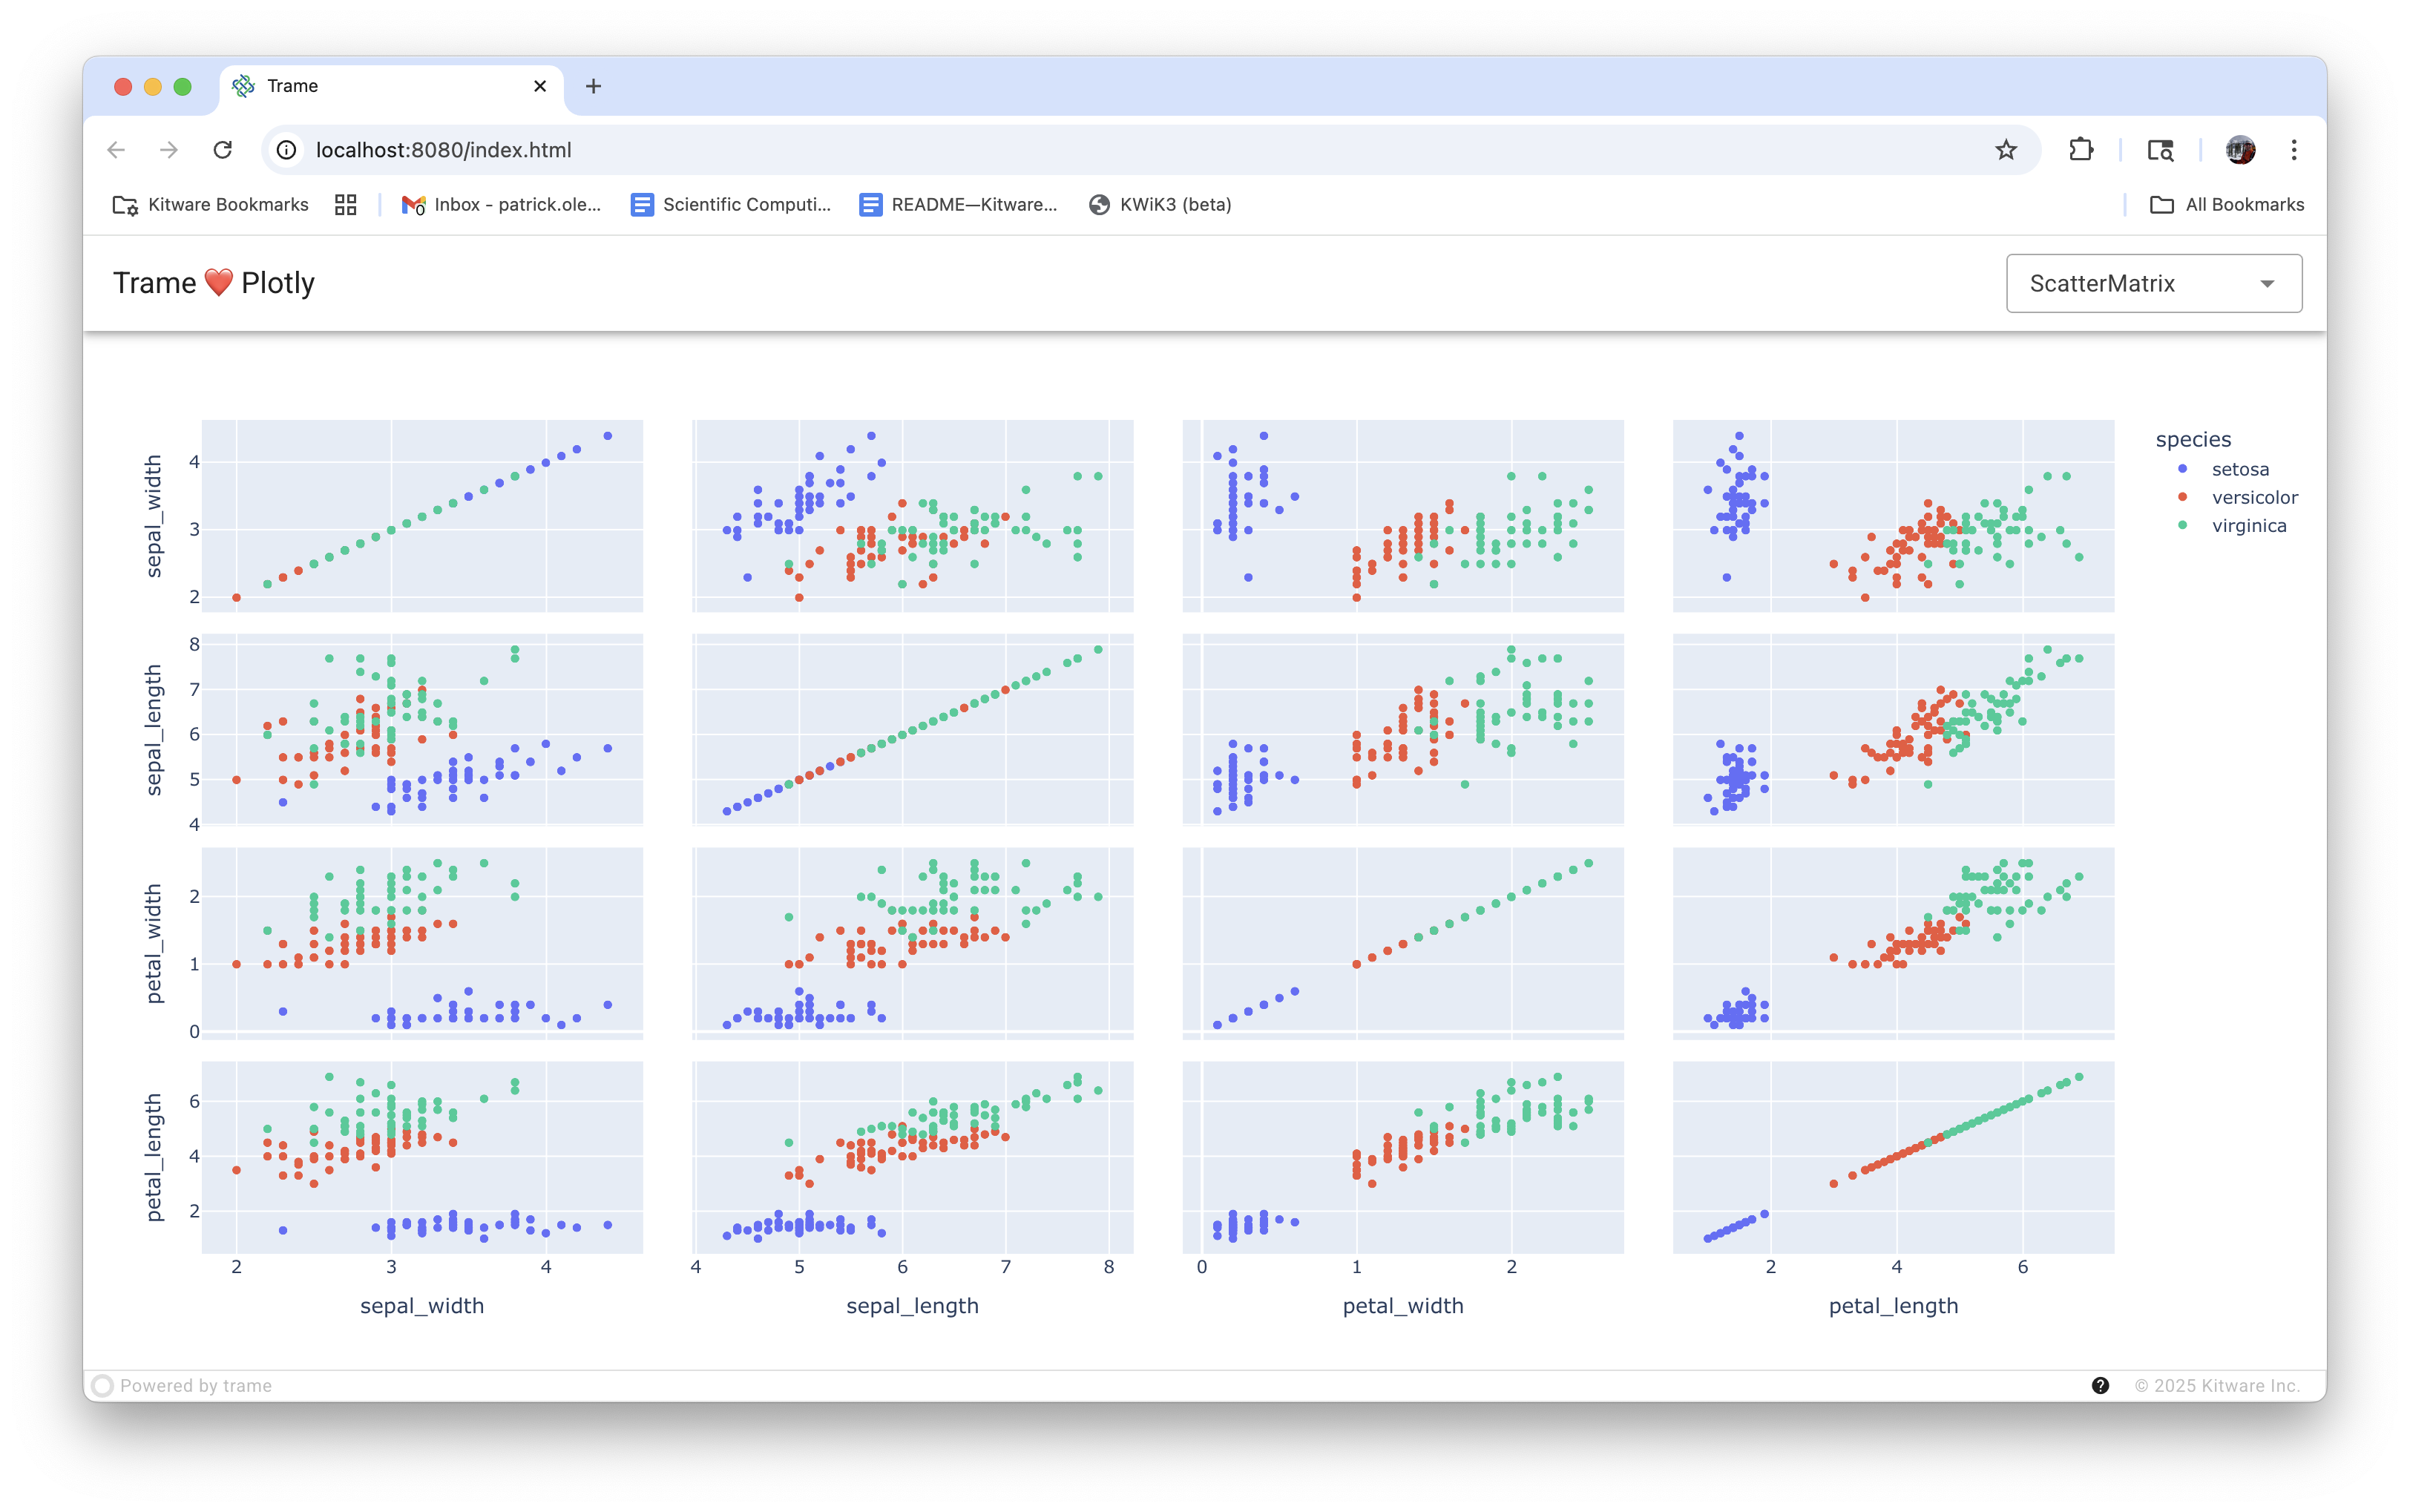 Trame
localhost:8080/index.html
Kitware Bookmarks
Inbox - patrick.ole...
Scientific Computi...
README—Kitware...
KWiK3 (beta)
All Bookmarks
Trame ❤️ Plotly
ScatterMatrix
species
setosa
versicolor
virginica
sepal_width
4
3
2
sepal_length
8
7
6
5
4
petal_width
2
1
0
petal_length
6
4
2
2 3 4 4 5 6 7 8 0 1 2 2 4 6
sepal_width sepal_length petal_width petal_length
Powered by trame
© 2025 Kitware Inc.